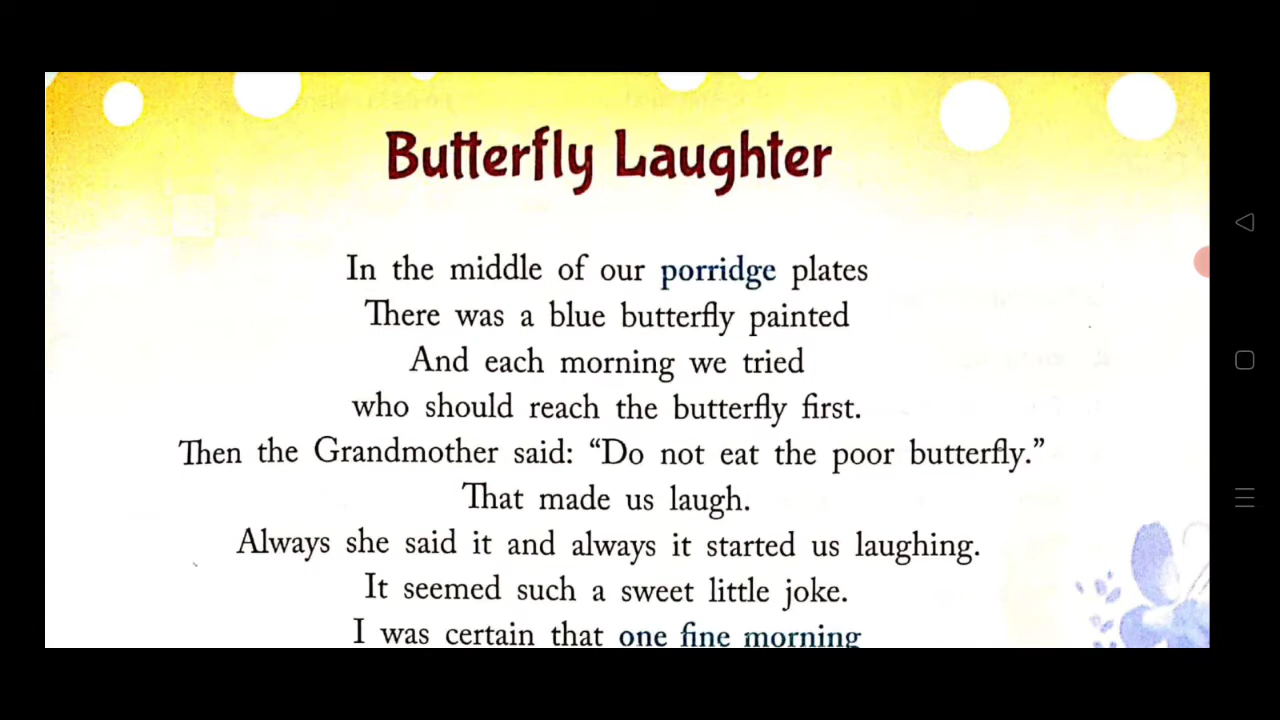 Butterfly Laughter
In the middle of our porridge plates
There was a blue butterfly painted
And each morning we tried
who should reach the butterfly first.
Then the Grandmother said: “Do not eat the poor butterfly.”
That made us laugh.
Always she said it and always it started us laughing.
It seemed such a sweet little joke.
I was certain that one fine morning